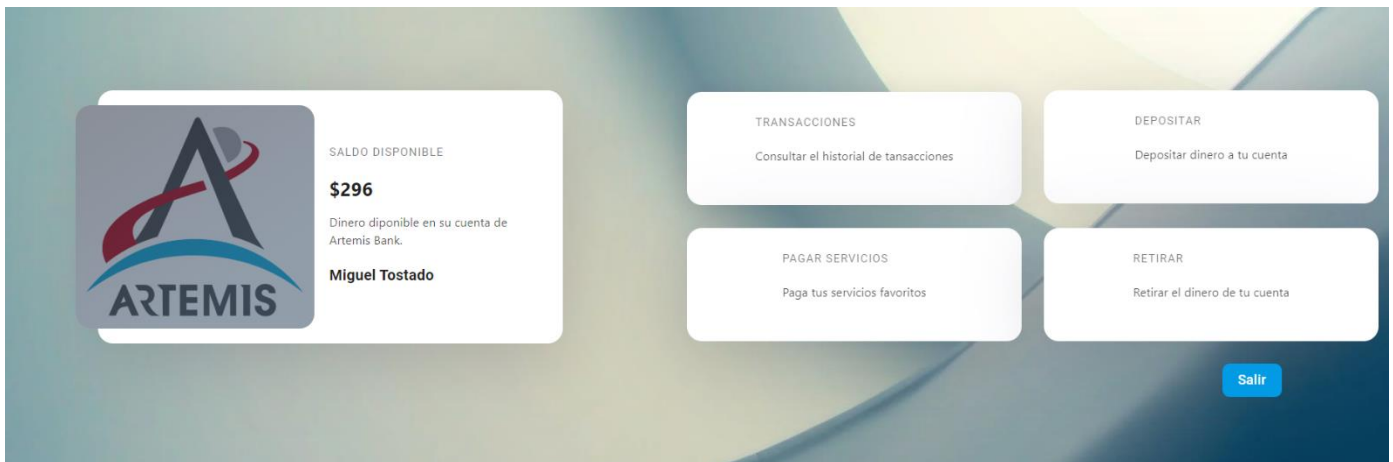 ARTEMIS
SALDO DISPONIBLE
$296
Dinero diponible en su cuenta de
Artemis Bank.
Miguel Tostado
TRANSACCIONES
Consultar el historial de tansacciones
DEPOSITAR
Depositar dinero a tu cuenta
PAGAR SERVICIOS
Paga tus servicios favoritos
RETIRAR
Retirar el dinero de tu cuenta
Salir